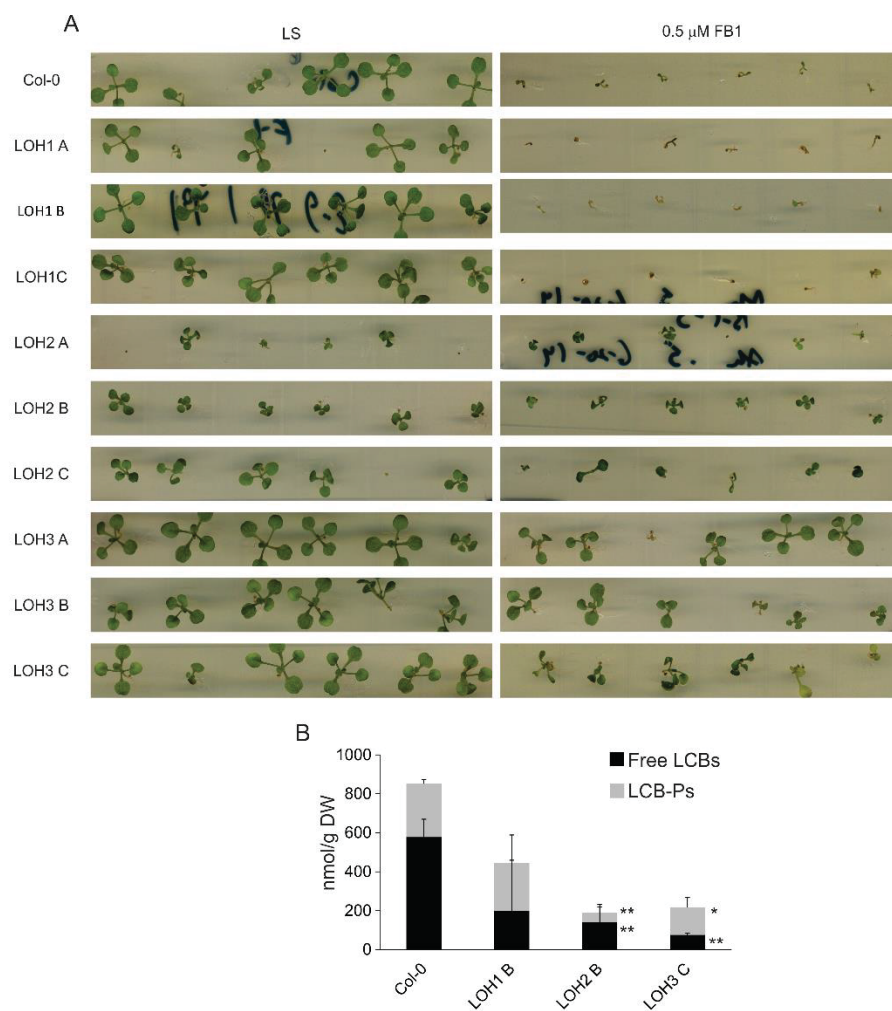 A
LS
0.5 µM FB1
Col-0
LOH1 A
LOH1 B
LOH1C
LOH2 A
LOH2 B
LOH2 C
LOH3 A
LOH3 B
LOH3 C
B
1000
800
600
400
200
0
nmol/g DW
Free LCBs
LCB-Ps
**
**
*
**
Col-0
LOH1 B
LOH2 B
LOH3 C